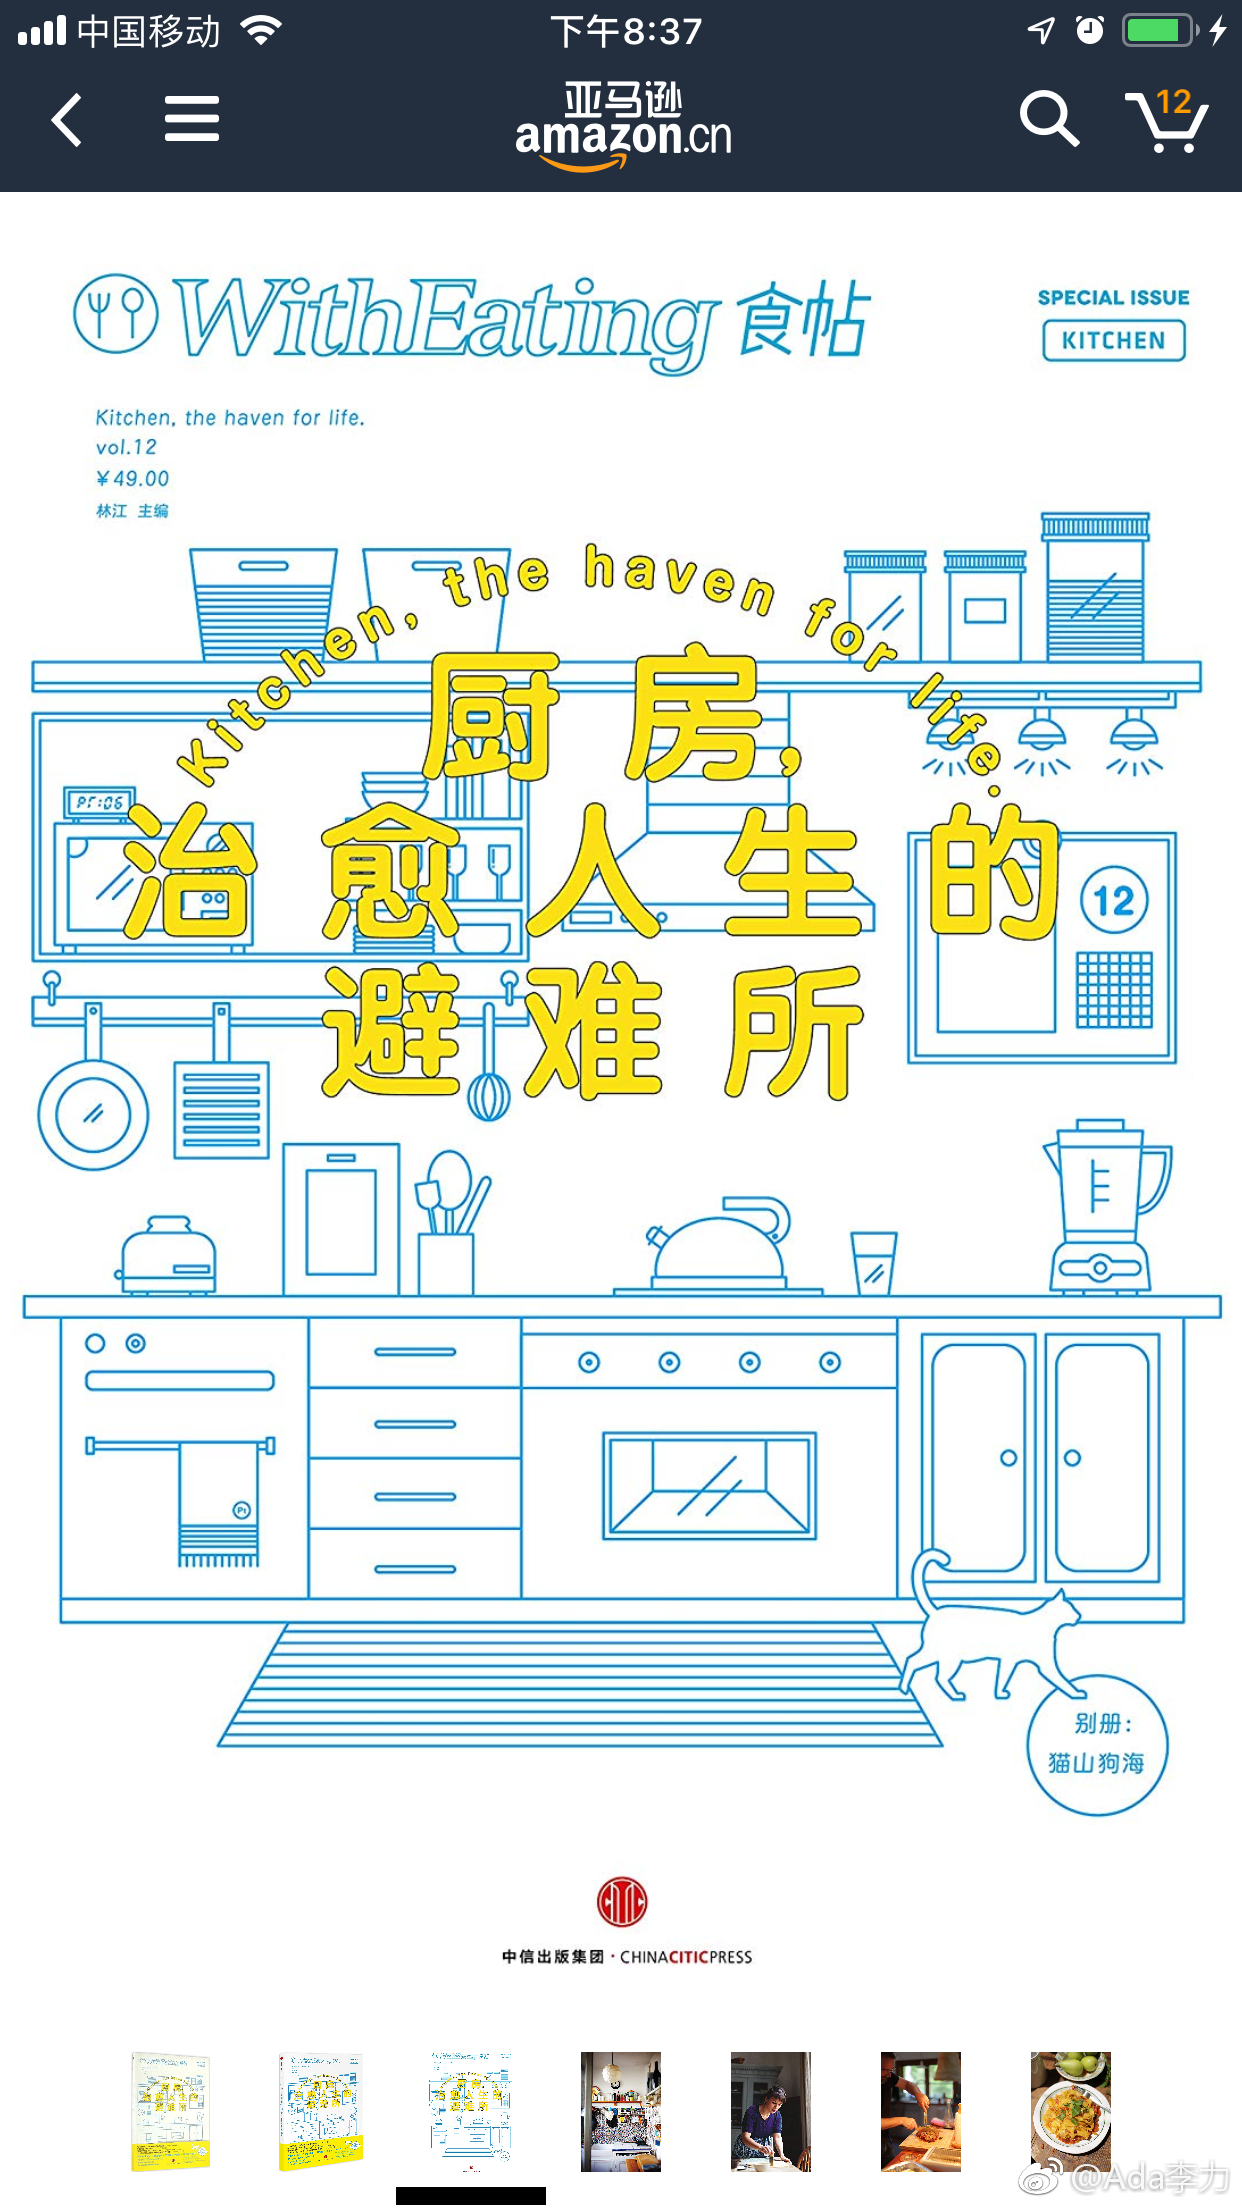 中国移动
下午8:37
亚马逊
amazon.cn
12
WithEating 食帖
SPECIAL ISSUE
KITCHEN
Kitchen, the haven for life.
vol.12
¥49.00
林江 主编
Kitchen, the haven for life.
厨房,
治愈人生的
避难所
PT:06
12
Pt
别册:
猫山狗海
中信出版集团·CHINACITICPRESS
@Ada李力